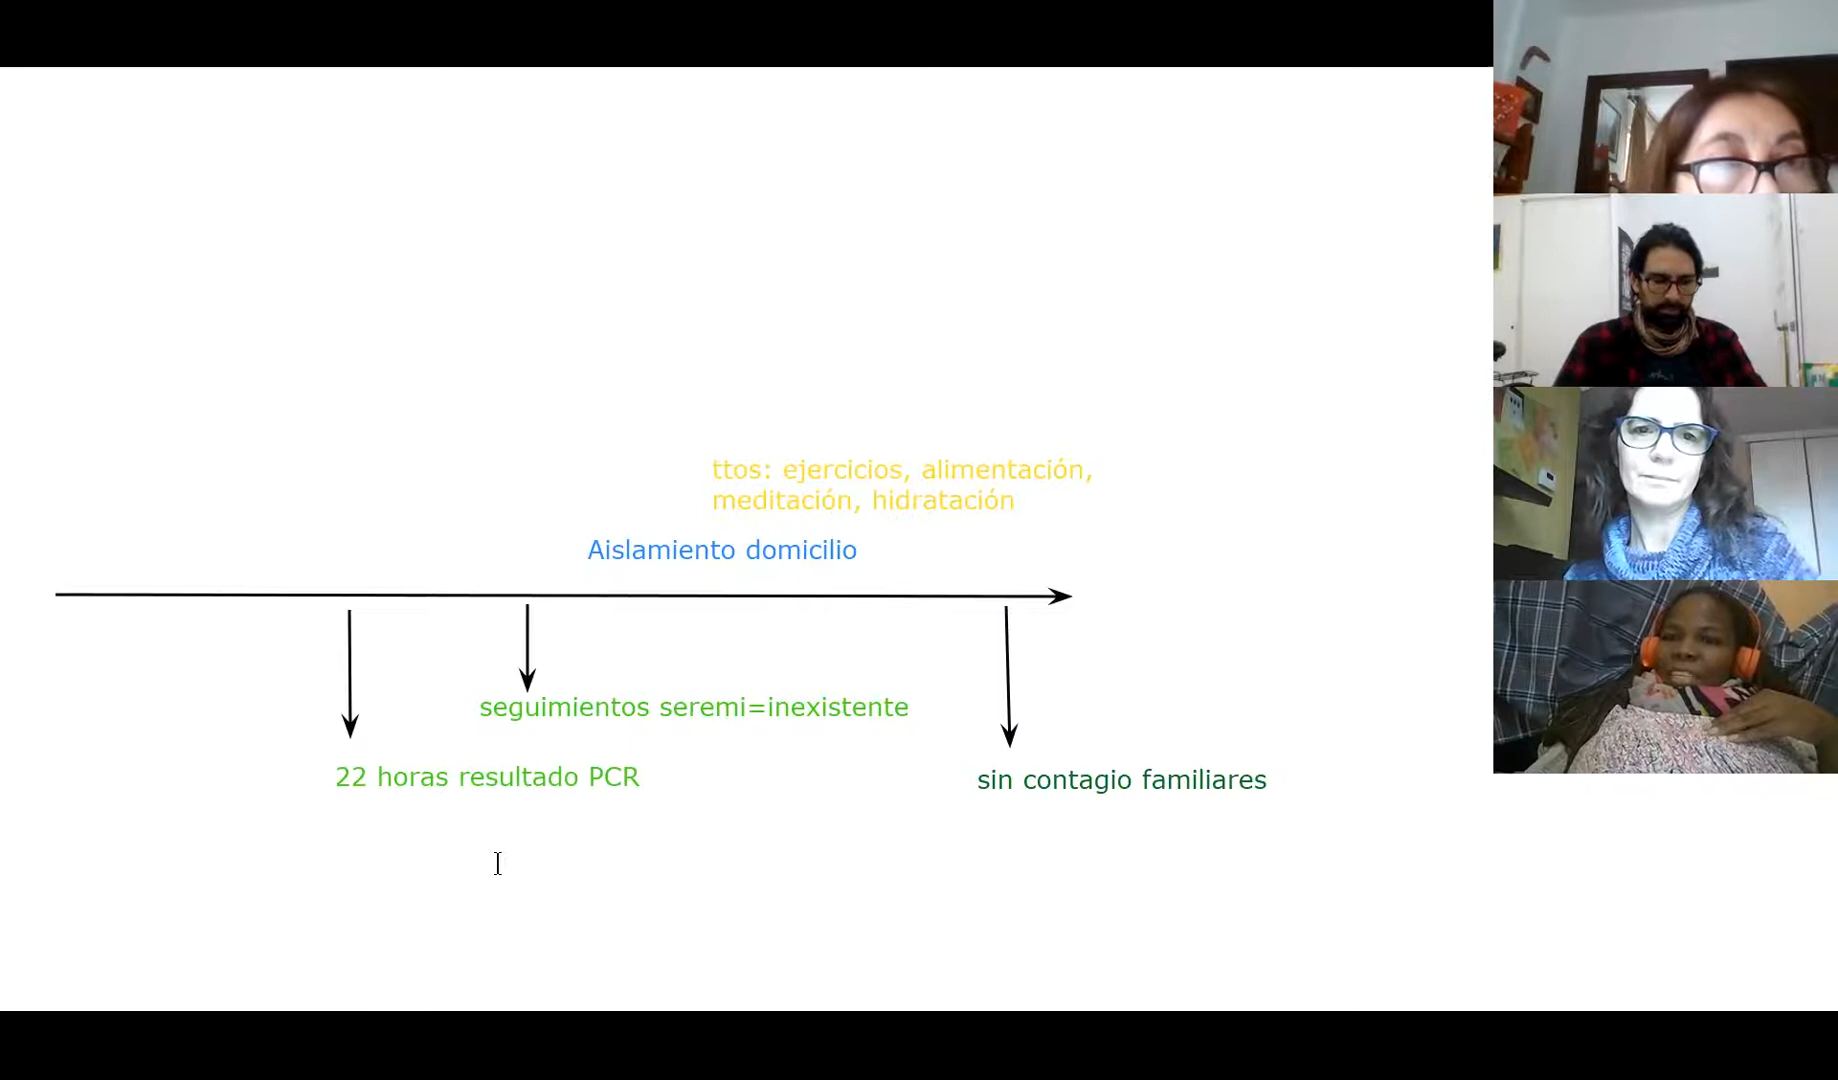 ttos: ejercicios, alimentación,
meditación, hidratación
Aislamiento domicilio
seguimientos seremi=inexistente
22 horas resultado PCR
sin contagio familiares